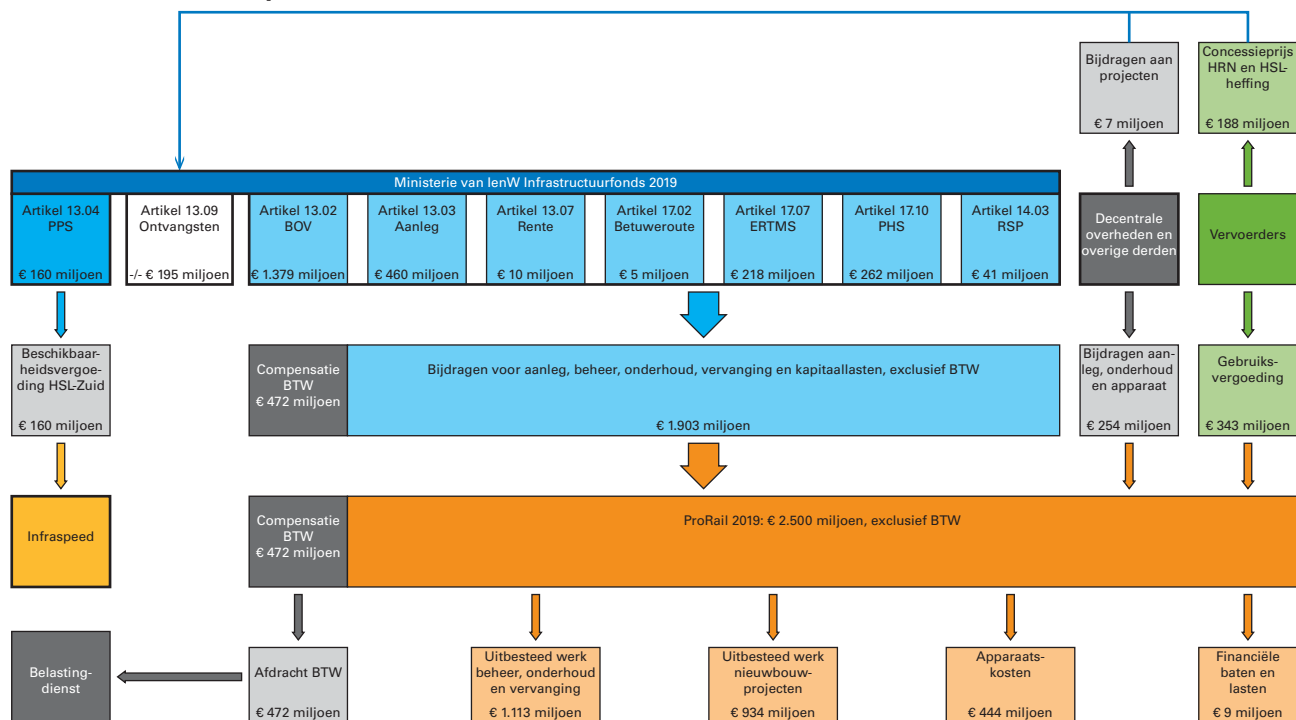 Bijdragen aan
projecten
€ 7 miljoen
Concessieprijs
HRN en HSL-
heffing
€ 188 miljoen
Ministerie van IenW Infrastructuurfonds 2019
Artikel 13.04
PPS
€ 160 miljoen
Artikel 13.09
Ontvangsten
-/- € 195 miljoen
Artikel 13.02
BOV
€ 1.379 miljoen
Artikel 13.03
Aanleg
€ 460 miljoen
Artikel 13.07
Rente
€ 10 miljoen
Artikel 17.02
Betuweroute
€ 5 miljoen
Artikel 17.07
ERTMS
€ 218 miljoen
Artikel 17.10
PHS
€ 262 miljoen
Artikel 14.03
RSP
€ 41 miljoen
Decentrale
overheden en
overige derden
Vervoerders
Beschikbaar-
heidsvergoe-
ding HSL-Zuid
€ 160 miljoen
Compensatie
BTW
€ 472 miljoen
Bijdragen voor aanleg, beheer, onderhoud, vervanging en kapitaallasten, exclusief BTW
€ 1.903 miljoen
Bijdragen aan-
leg, onderhoud
en apparaat
€ 254 miljoen
Gebruiks-
vergoeding
€ 343 miljoen
Infraspeed
Compensatie
BTW
€ 472 miljoen
ProRail 2019: € 2.500 miljoen, exclusief BTW
Belasting-
dienst
Afdracht BTW
€ 472 miljoen
Uitbesteed werk
beheer, onderhoud
en vervanging
€ 1.113 miljoen
Uitbesteed werk
nieuwbouw-
projecten
€ 934 miljoen
Apparaats-
kosten
€ 444 miljoen
Financiële
baten en
lasten
€ 9 miljoen